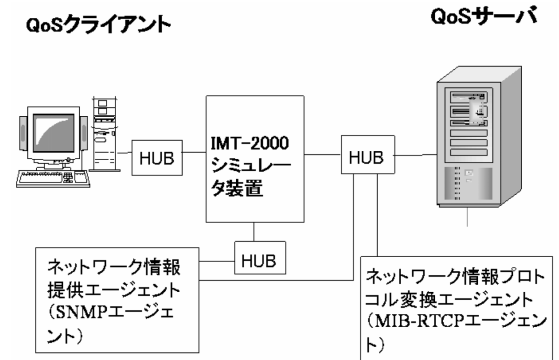 QoSクライアント
QoSサーバ
HUB
IMT-2000
シミュレー
タ装置
HUB
HUB
ネットワーク情報
提供エージェント
(SNMPエージェ
ント)
ネットワーク情報プロト
コル変換エージェント
(MIB-RTCPエージェン
ト)